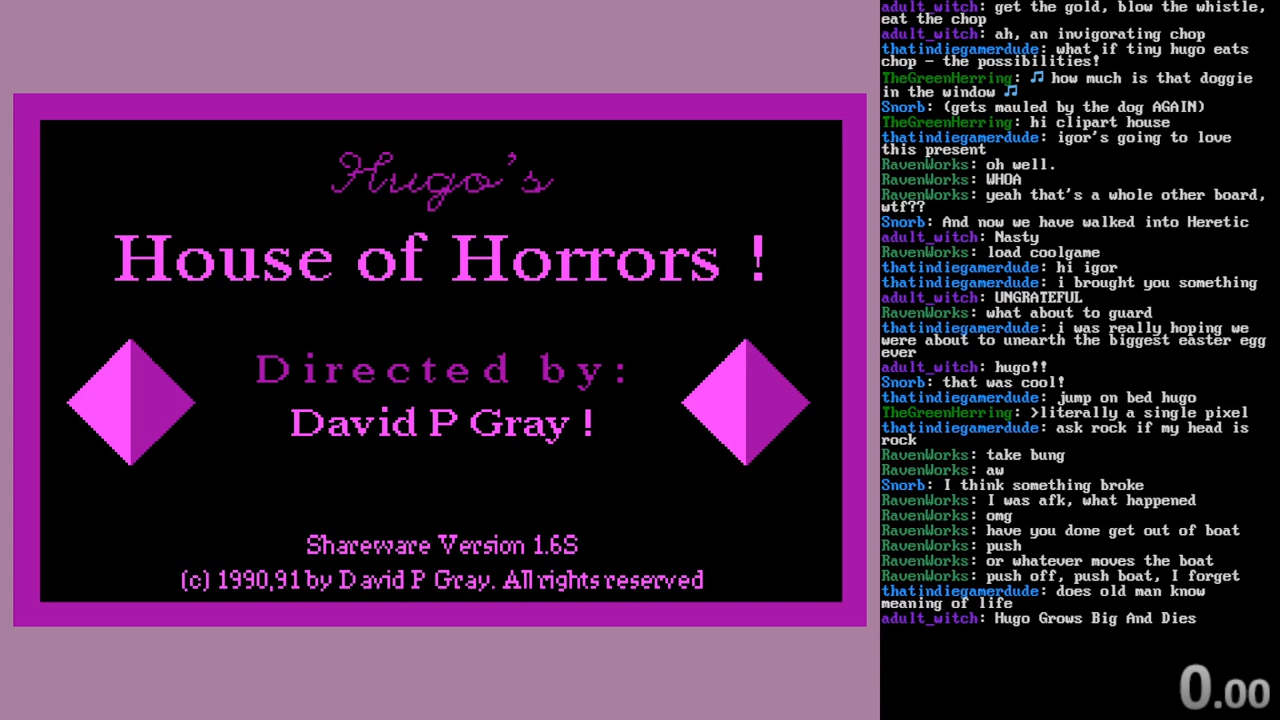 Hugo's
House of Horrors !
Directed by:
David P Gray !
Shareware Version 1.6S
(c) 1990,91 by David P Gray. All rights reserved
adult_witch: get the gold, blow the whistle,
eat the chop
adult_witch: ah, an invigorating chop
thatindiegamerdude: what if tiny hugo eats
chop - the possibilities!
TheGreenHerring: 🎵 how much is that doggie
in the window 🎵
Snorb: (gets mauled by the dog AGAIN)
TheGreenHerring: hi clipart house
thatindiegamerdude: igor's going to love
this present
RavenWorks: oh well.
RavenWorks: WHOA
RavenWorks: yeah that's a whole other board,
wtf??
Snorb: And now we have walked into Heretic
adult_witch: Nasty
RavenWorks: load coolgame
thatindiegamerdude: hi igor
thatindiegamerdude: i brought you something
adult_witch: UNGRATEFUL
RavenWorks: what about to guard
thatindiegamerdude: i was really hoping we
were about to unearth the biggest easter egg
ever
adult_witch: hugo!!
Snorb: that was cool!
thatindiegamerdude: jump on bed hugo
TheGreenHerring: >literally a single pixel
thatindiegamerdude: ask rock if my head is
rock
RavenWorks: take bung
RavenWorks: aw
Snorb: I think something broke
RavenWorks: I was afk, what happened
RavenWorks: omg
RavenWorks: have you done get out of boat
RavenWorks: push
RavenWorks: or whatever moves the boat
RavenWorks: push off, push boat, I forget
thatindiegamerdude: does old man know
meaning of life
adult_witch: Hugo Grows Big And Dies
0.00